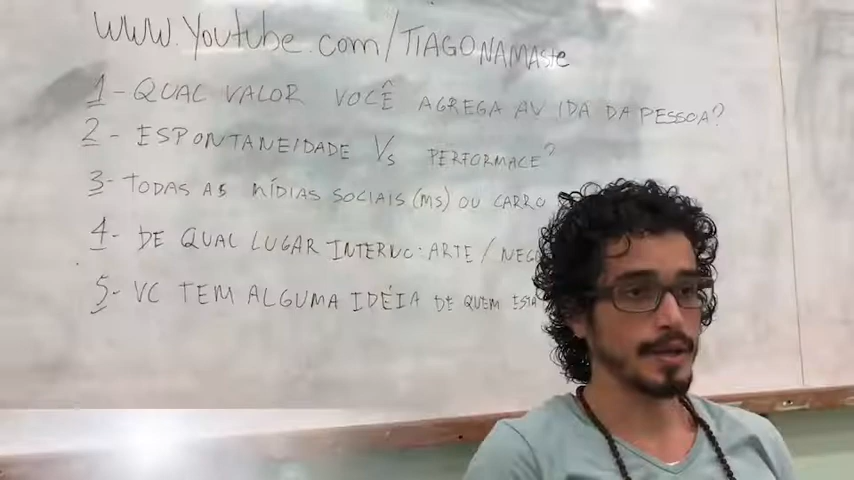 www.Youtube.com/TIAGONAMASTE
1 - QUAL VALOR VOCÊ AGREGA AV IDA DA PESSOA?
2 - ESPONTANEIDADE Vs PERFORMACE?
3 - TODAS AS MÍDIAS SOCIAIS (MS) OU CARRO
4 - DE QUAL LUGAR INTERNO. ARTE /
5 - VC TEM ALGUMA IDÉIA DE QUEM